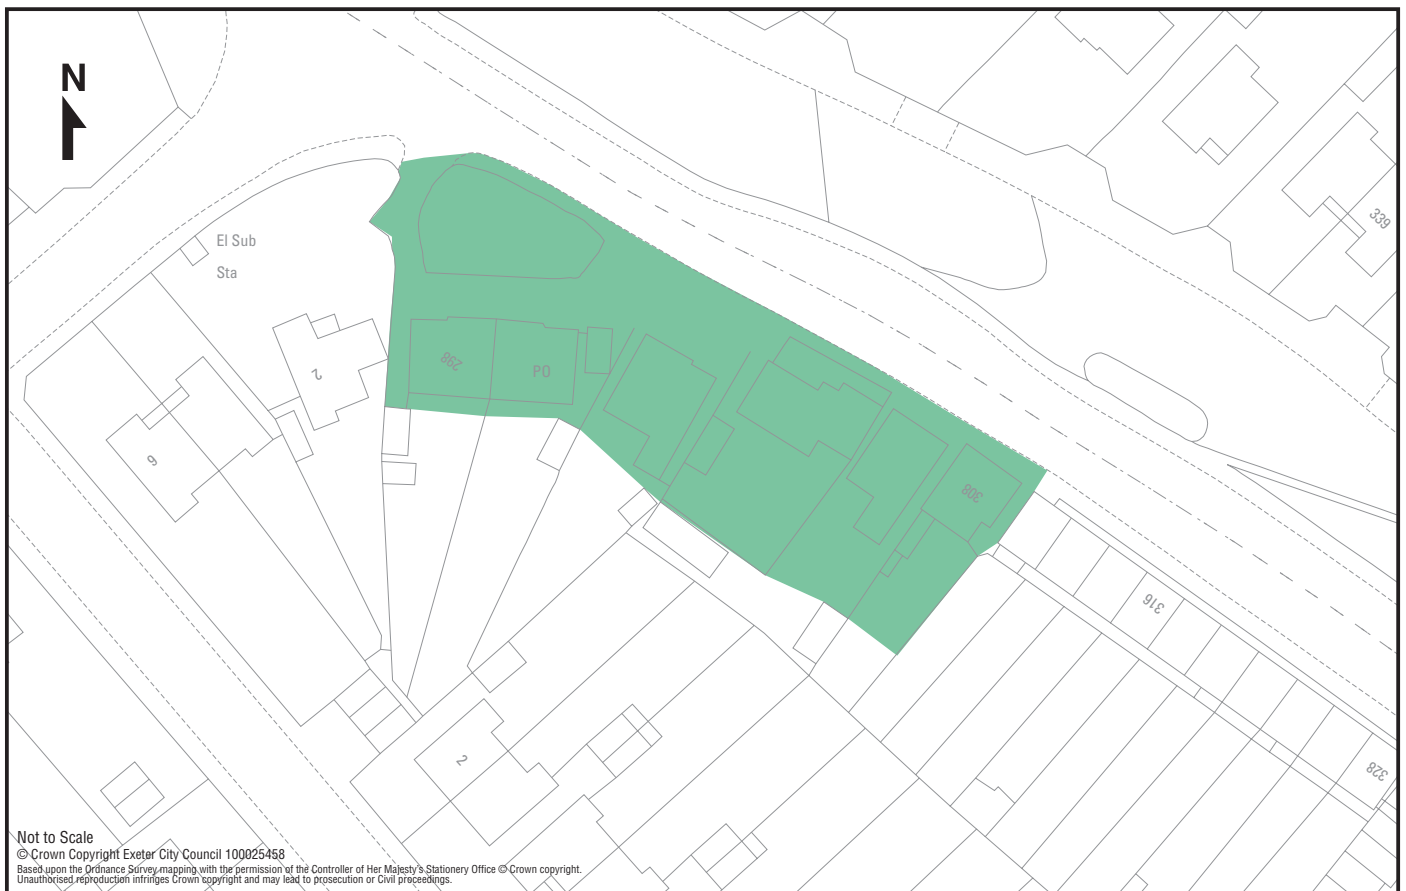 N
El Sub
Sta
339
298
PO
2
9
308
316
328
2
Not to Scale
© Crown Copyright Exeter City Council 100025458
Based upon the Ordnance Survey mapping with the permission of the Controller of Her Majesty's Stationery Office © Crown copyright.
Unauthorised reproduction infringes Crown copyright and may lead to prosecution or Civil proceedings.